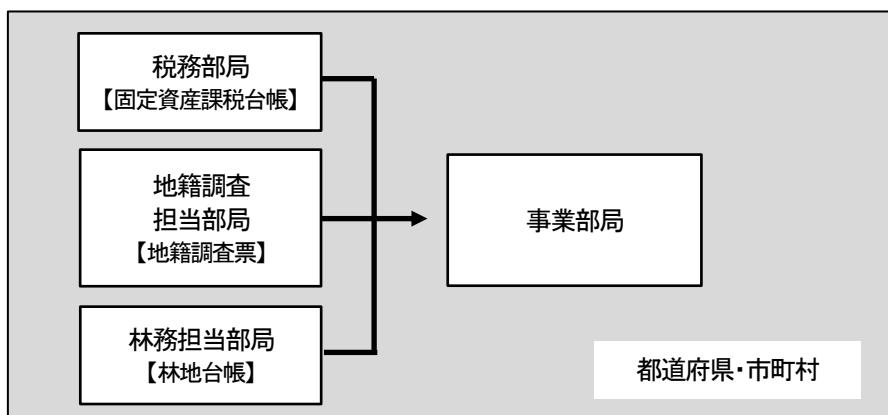 税務部局
【固定資産課税台帳】
地籍調査
担当部局
【地籍調査票】
事業部局
林務担当部局
【林地台帳】
都道府県・市町村